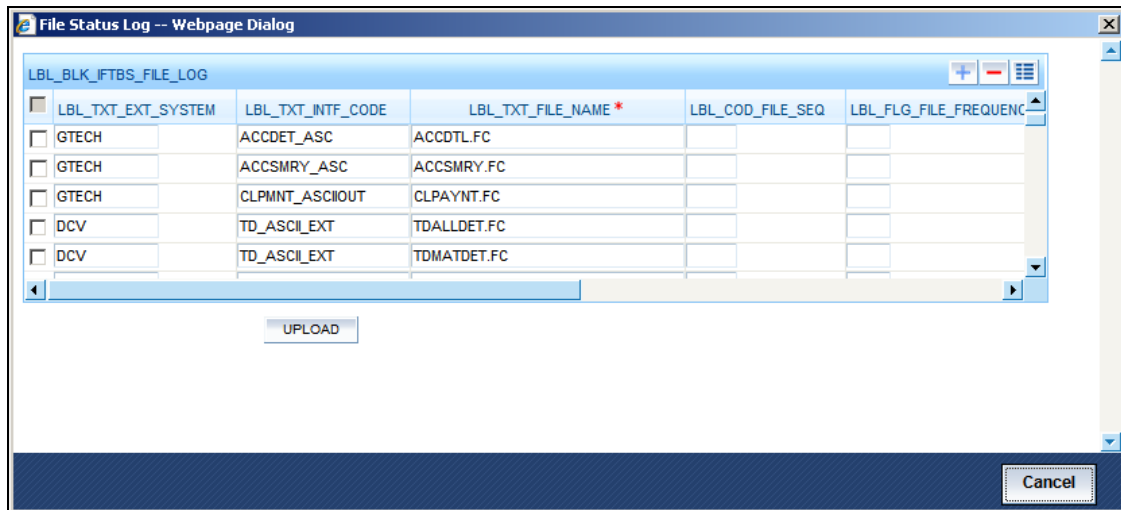 File Status Log -- Webpage Dialog
LBL_BLK_IFTBS_FILE_LOG
LBL_TXT_EXT_SYSTEM LBL_TXT_INTF_CODE LBL_TXT_FILE_NAME * LBL_COD_FILE_SEQ LBL_FLG_FILE_FREQUENC
GTECH ACCDET_ASC ACCDTL.FC
GTECH ACCSMRY_ASC ACCSMRY.FC
GTECH CLPMNT_ASCIIOUT CLPAYNT.FC
DCV TD_ASCII_EXT TDALLDET.FC
DCV TD_ASCII_EXT TDMATDET.FC
UPLOAD
Cancel